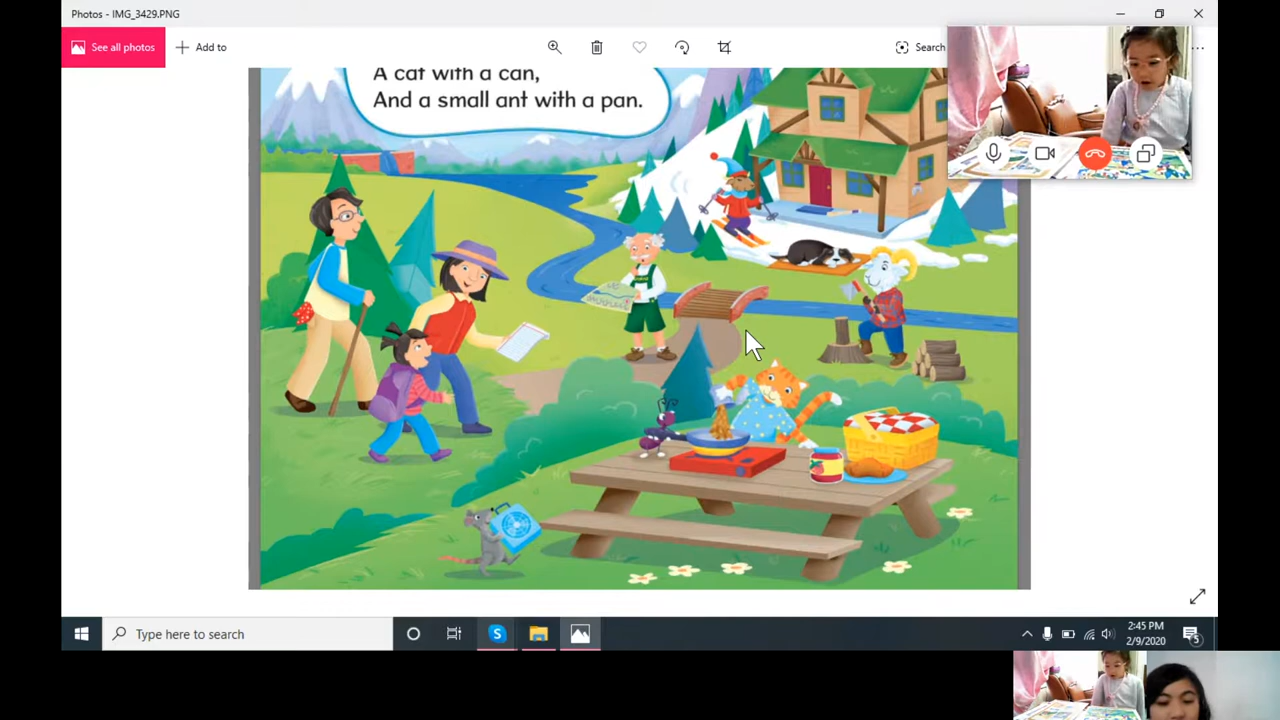 Photos - IMG_3429.PNG
See all photos
Add to
Search
A cat with a can,
And a small ant with a pan.
Type here to search
2:45 PM
2/9/2020
5